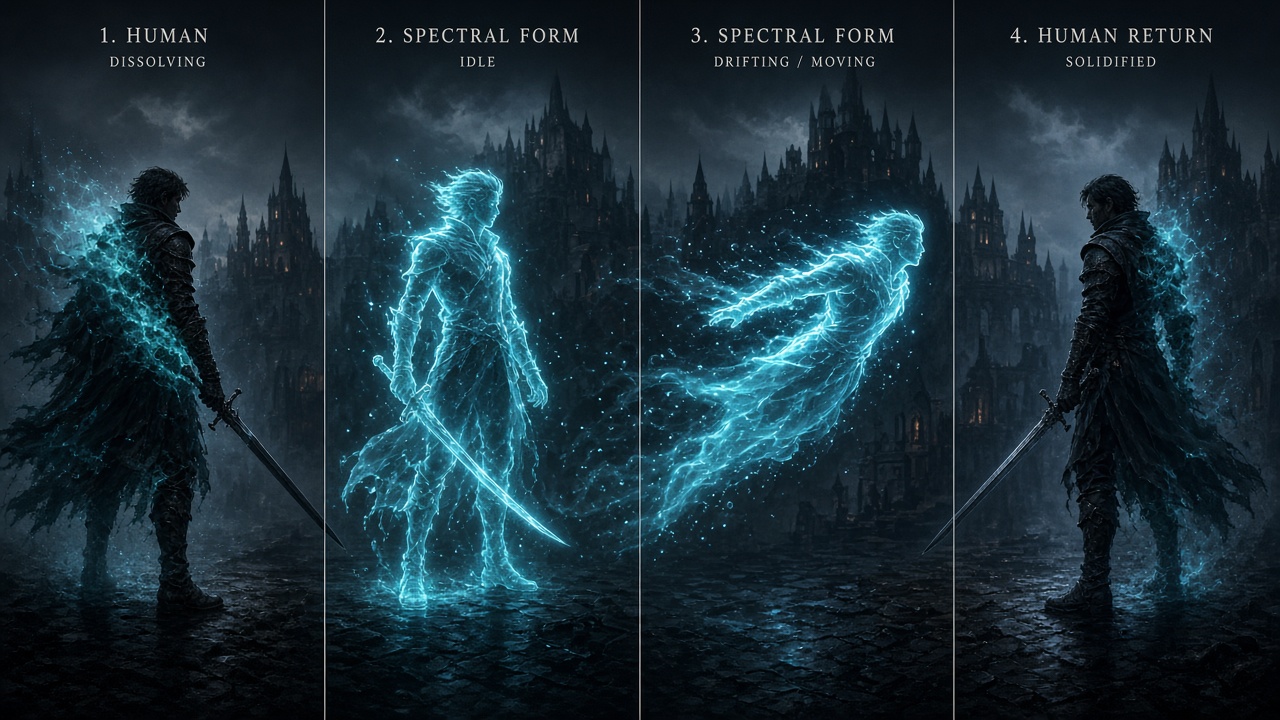 1. HUMAN
DISSOLVING
2. SPECTRAL FORM
IDLE
3. SPECTRAL FORM
DRIFTING / MOVING
4. HUMAN RETURN
SOLIDIFIED